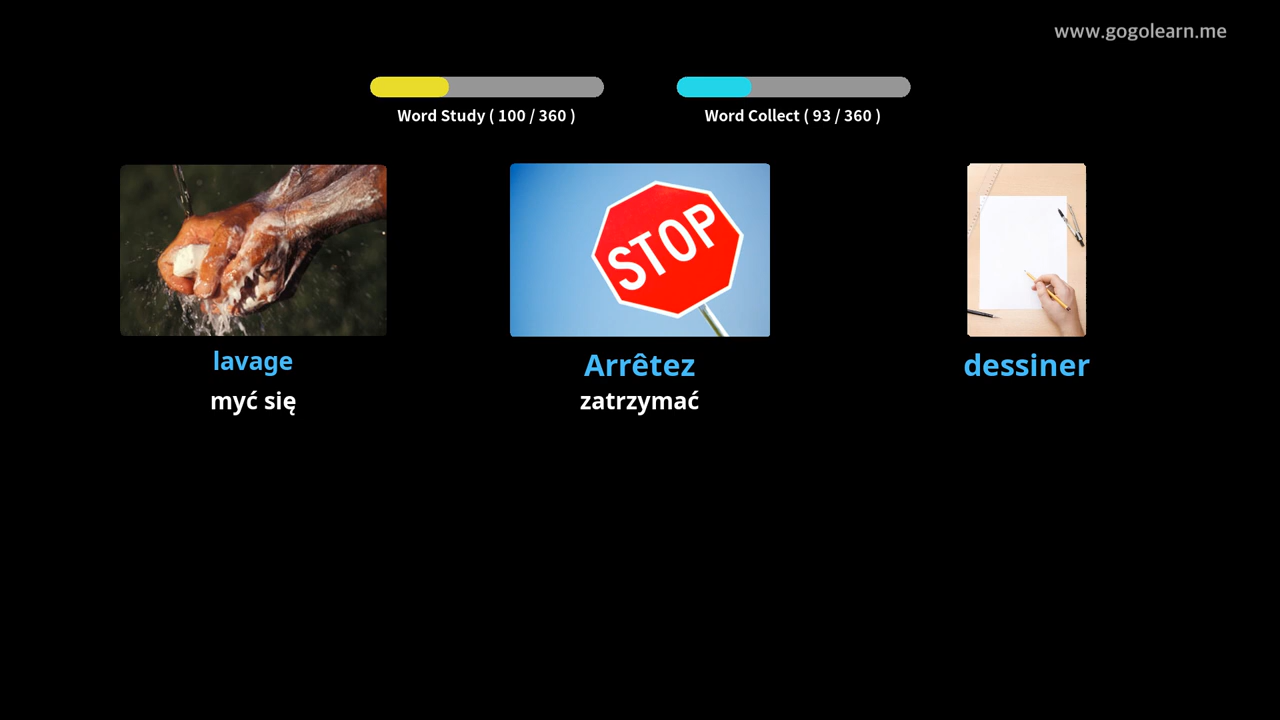 www.gogolearn.me
Word Study ( 100 / 360 )
Word Collect ( 93 / 360 )
STOP
lavage
myć się
Arrêtez
zatrzymać
dessiner